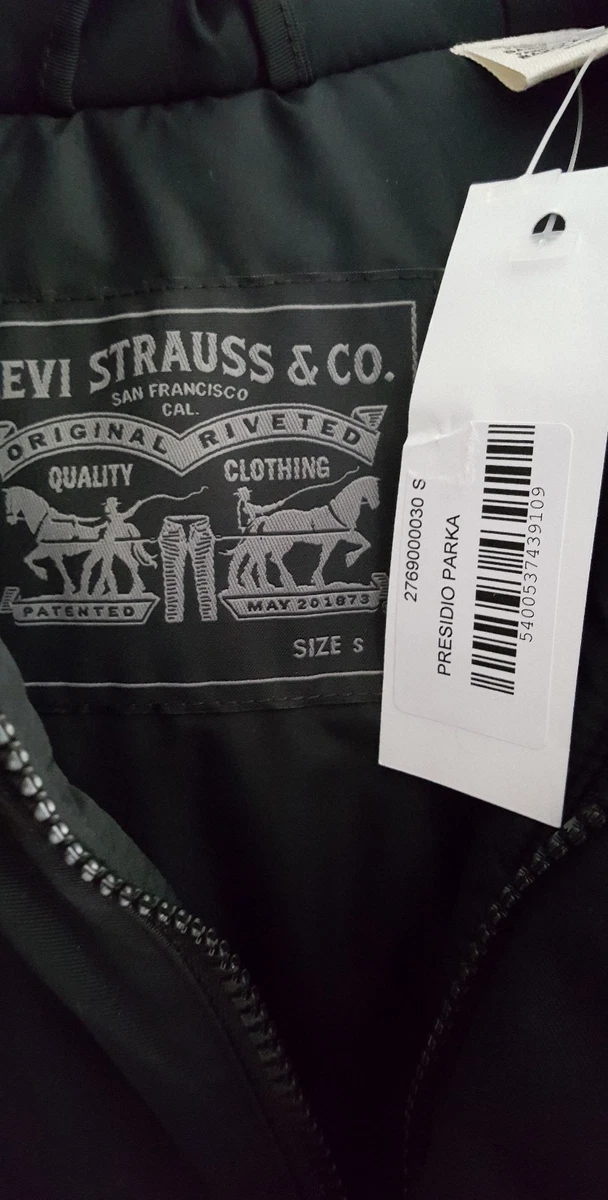 EVI STRAUSS & CO.
SAN FRANCISCO
CAL.
ORIGINAL RIVETED
QUALITY CLOTHING
PATENTED MAY 20 1873
SIZE S
2769000030 S
PRESIDIO PARKA
5400537439109